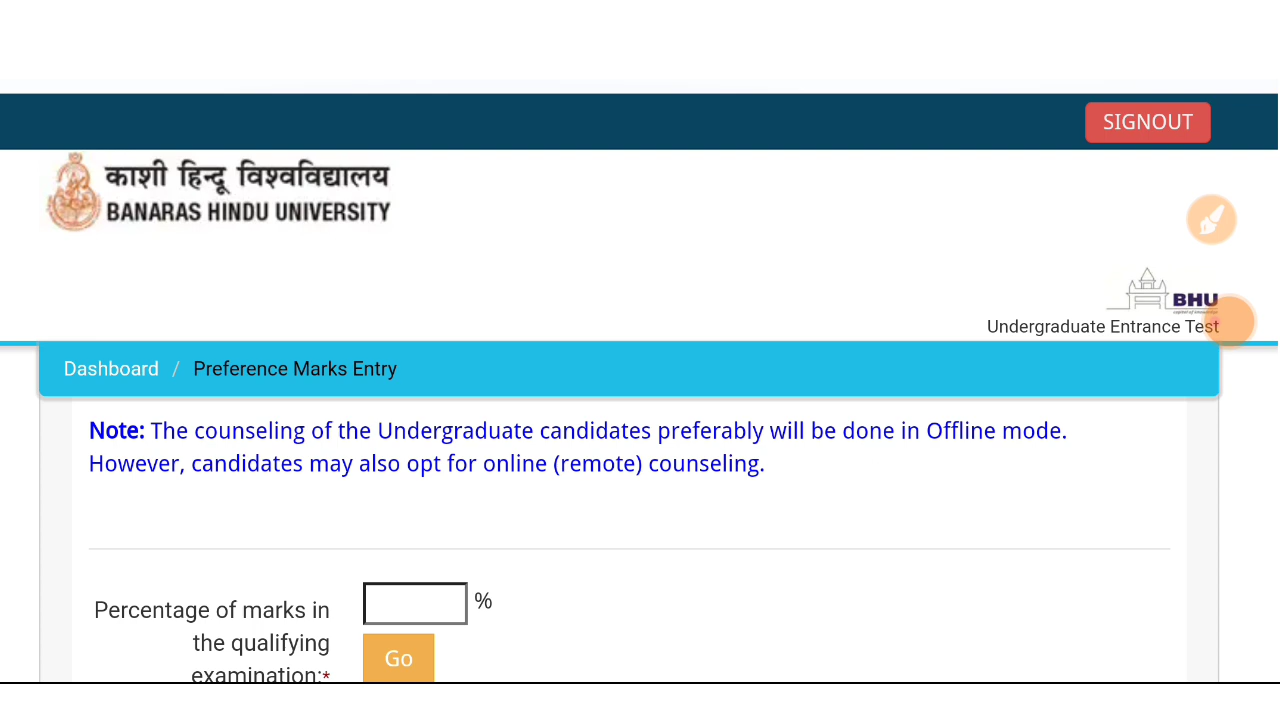 SIGNOUT
काशी हिन्दू विश्वविद्यालय
BANARAS HINDU UNIVERSITY
BHU
Undergraduate Entrance Test
Dashboard / Preference Marks Entry
Note: The counseling of the Undergraduate candidates preferably will be done in Offline mode.
However, candidates may also opt for online (remote) counseling.
Percentage of marks in
the qualifying
examination:*
%
Go